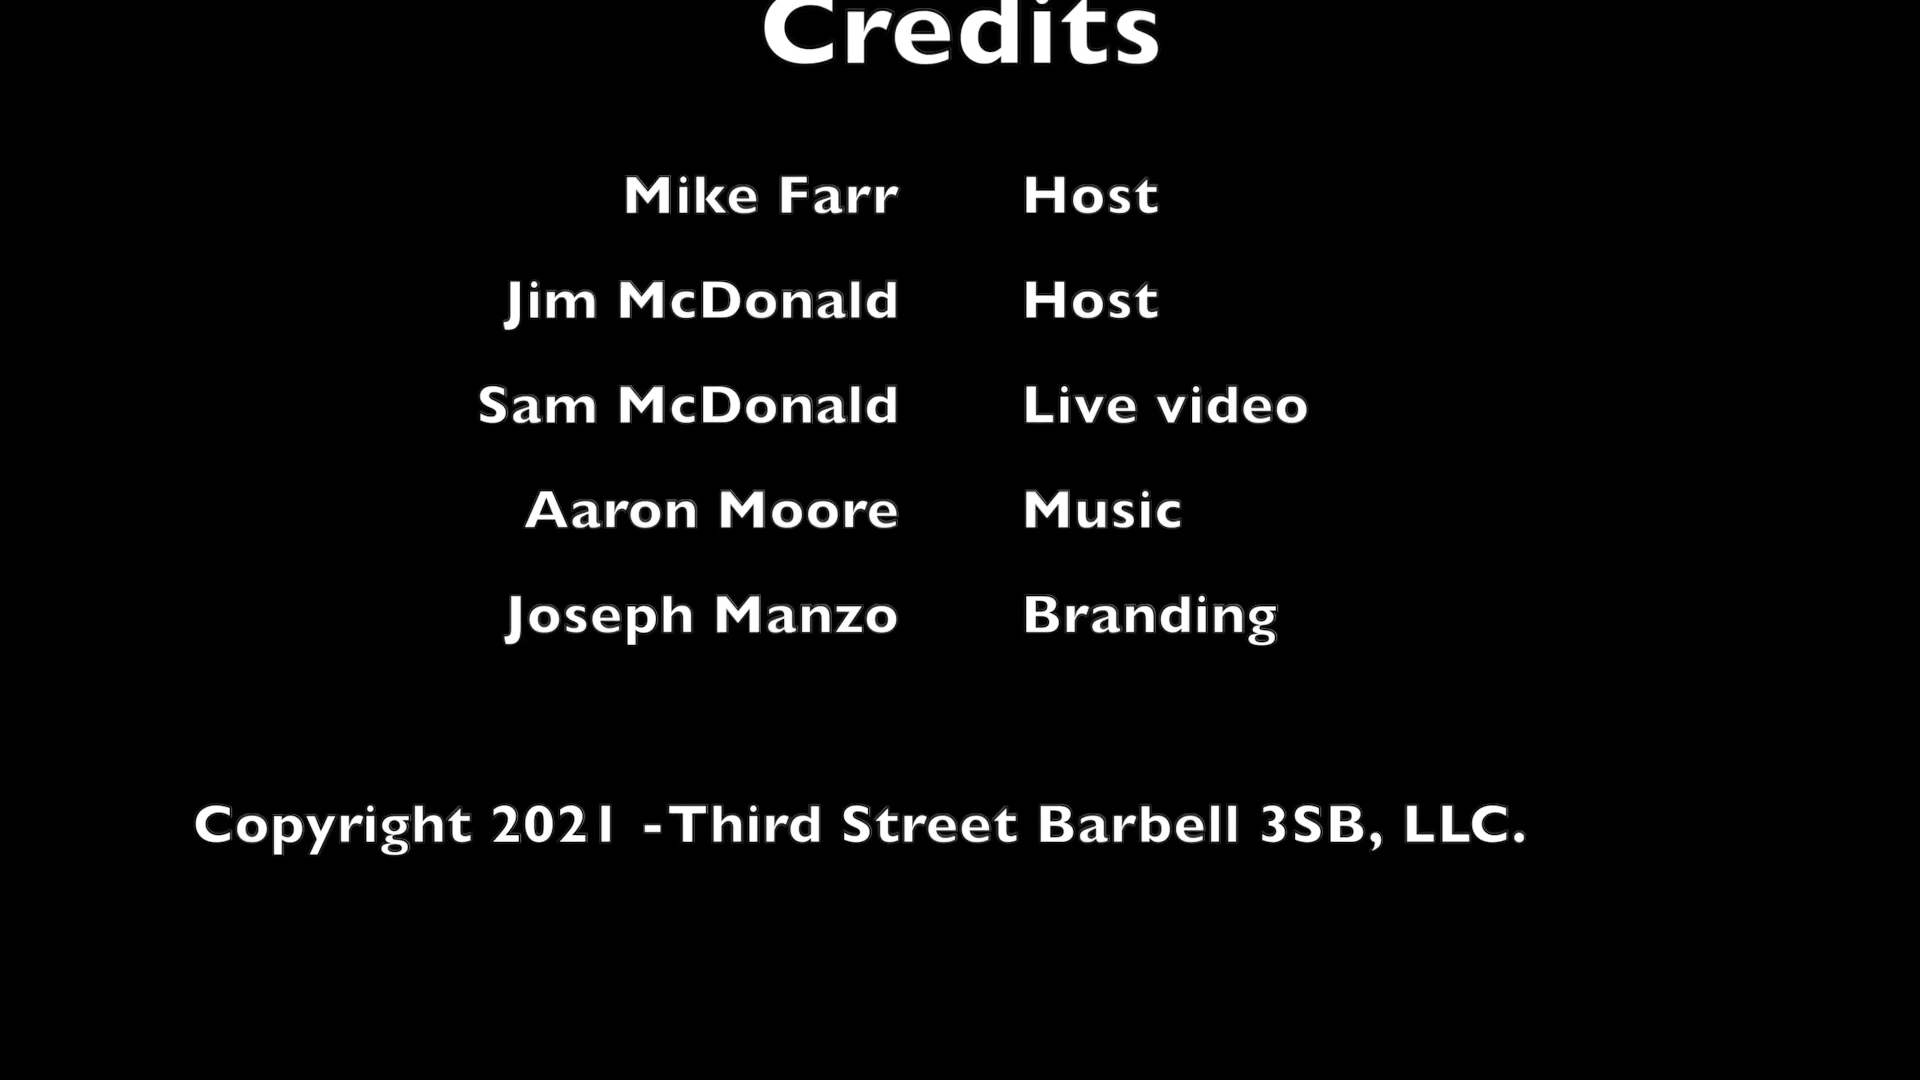 Credits
Mike Farr Host
Jim McDonald Host
Sam McDonald Live video
Aaron Moore Music
Joseph Manzo Branding
Copyright 2021 - Third Street Barbell 3SB, LLC.